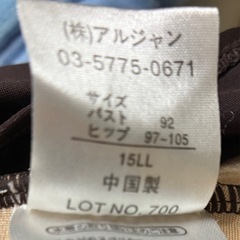 (株)アルジャン
03-5775-0671
サイズ
バスト 92
ヒップ 97-105
15LL
中国製
LOT NO. 700